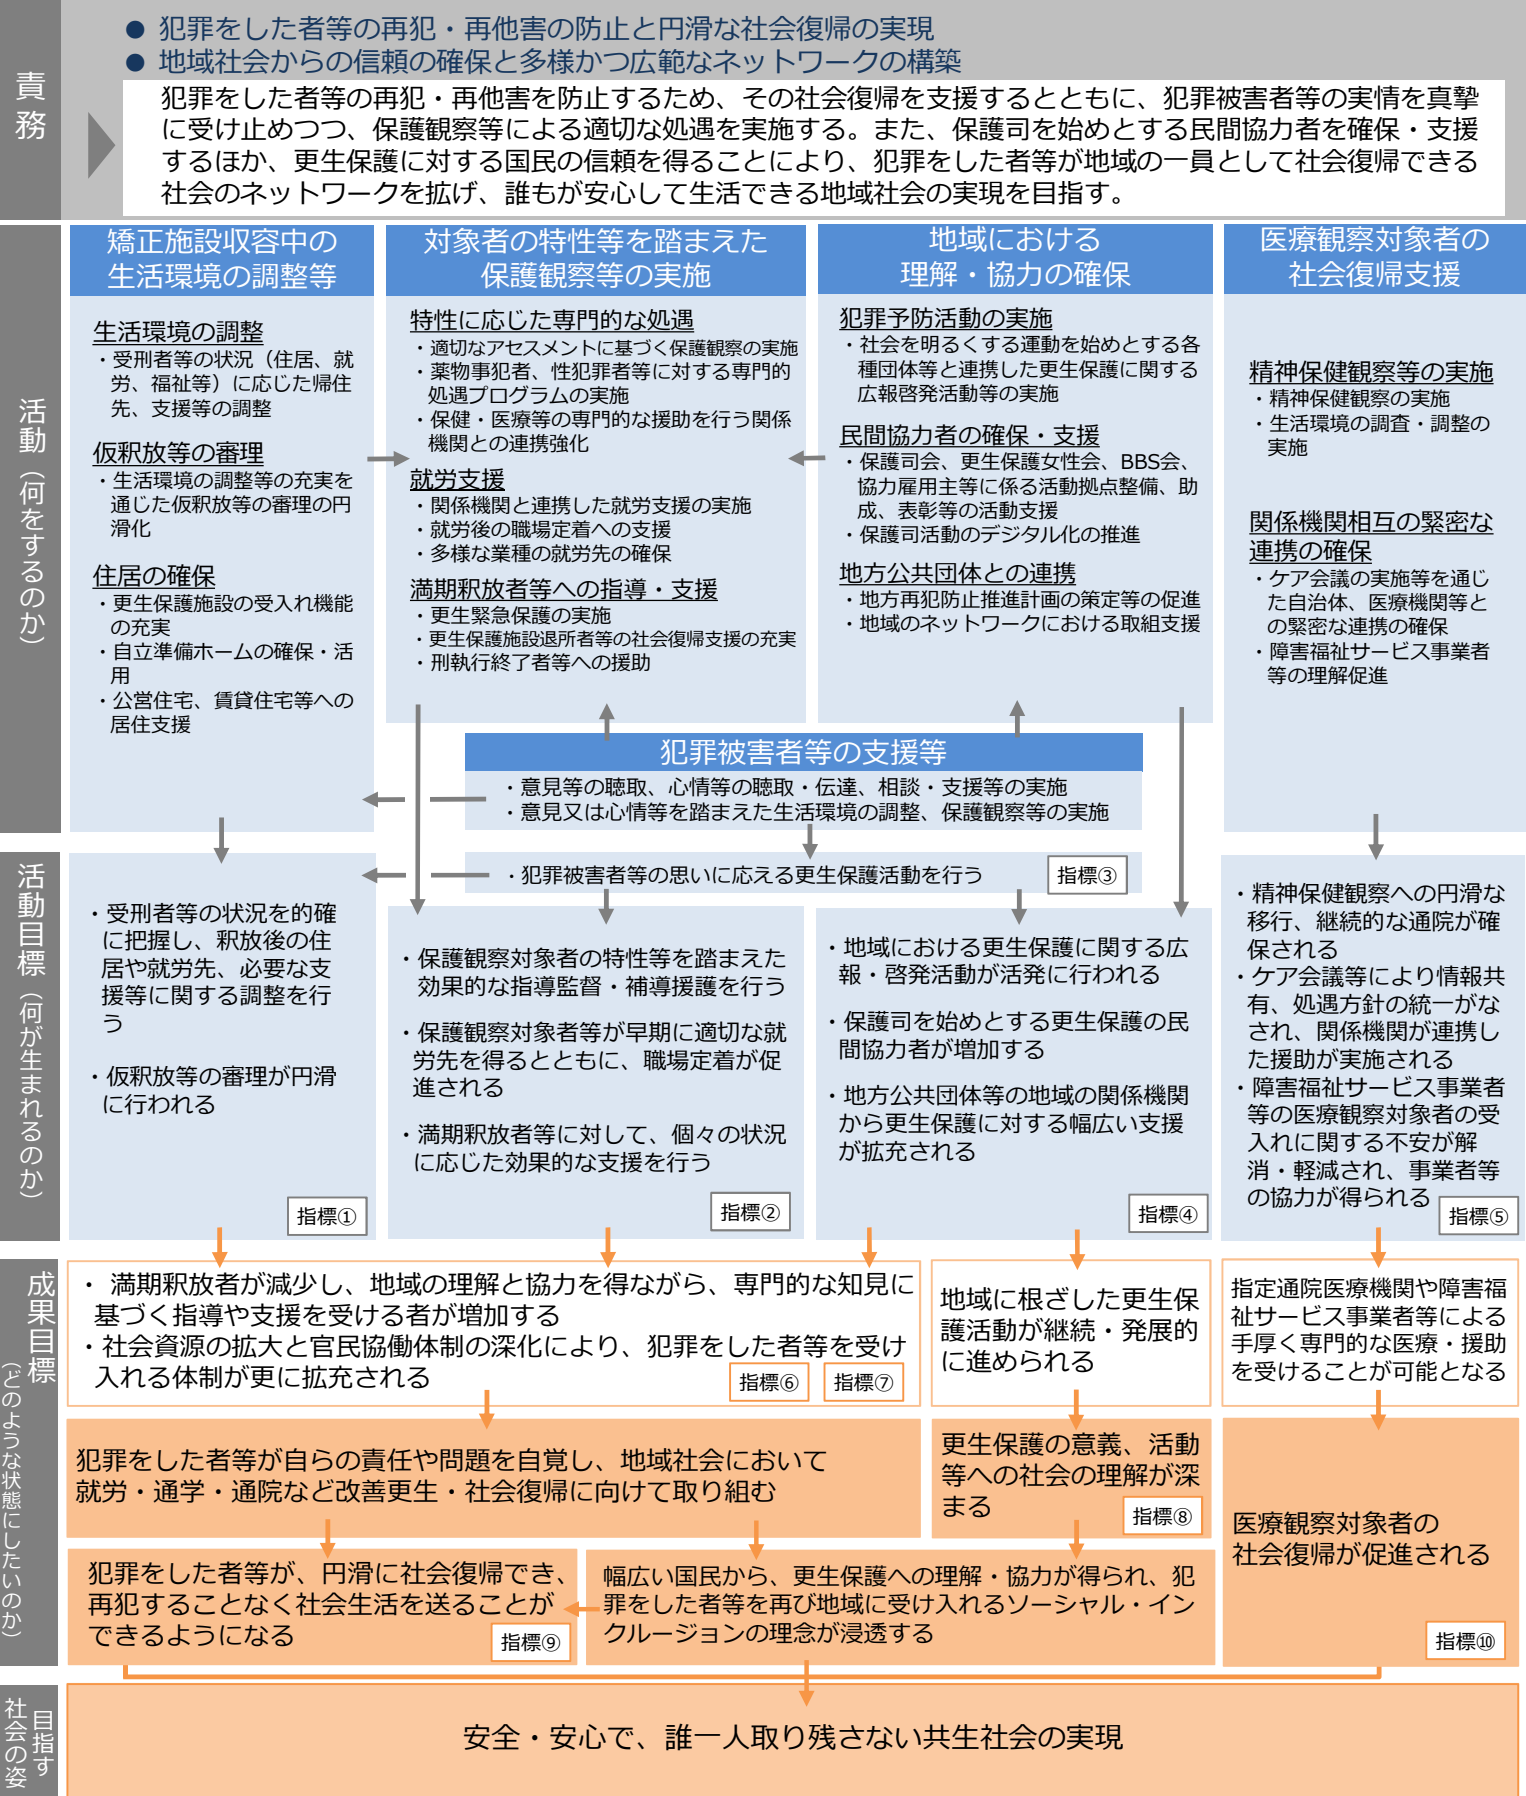 責務
● 犯罪をした者等の再犯・再他害の防止と円滑な社会復帰の実現
● 地域社会からの信頼の確保と多様かつ広範なネットワークの構築
犯罪をした者等の再犯・再他害を防止するため、その社会復帰を支援するとともに、犯罪被害者等の実情を真摯
に受け止めつつ、保護観察等による適切な処遇を実施する。また、保護司を始めとする民間協力者を確保・支援
するほか、更生保護に対する国民の信頼を得ることにより、犯罪をした者等が地域の一員として社会復帰できる
社会のネットワークを拡げ、誰もが安心して生活できる地域社会の実現を目指す。
活動（何をするのか）
矯正施設収容中の
生活環境の調整等
生活環境の調整
・受刑者等の状況（住居、就
労、福祉等）に応じた帰住
先、支援等の調整
仮釈放等の審理
・生活環境の調整等の充実を
通じた仮釈放等の審理の円
滑化
住居の確保
・更生保護施設の受入れ機能
の充実
・自立準備ホームの確保・活
用
・公営住宅、賃貸住宅等への
居住支援
対象者の特性等を踏まえた
保護観察等の実施
特性に応じた専門的な処遇
・適切なアセスメントに基づく保護観察の実施
・薬物事犯者、性犯罪者等に対する専門的
処遇プログラムの実施
・保健・医療等の専門的な援助を行う関係
機関との連携強化
就労支援
・関係機関と連携した就労支援の実施
・就労後の職場定着への支援
・多様な業種の就労先の確保
満期釈放者等への指導・支援
・更生緊急保護の実施
・更生保護施設退所者等の社会復帰支援の充実
・刑執行終了者等への援助
地域における
理解・協力の確保
犯罪予防活動の実施
・社会を明るくする運動を始めとする各
種団体等と連携した更生保護に関する
広報啓発活動等の実施
民間協力者の確保・支援
・保護司会、更生保護女性会、BBS会、
協力雇用主等に係る活動拠点整備、助
成、表彰等の活動支援
・保護司活動のデジタル化の推進
地方公共団体との連携
・地方再犯防止推進計画の策定等の促進
・地域のネットワークにおける取組支援
医療観察対象者の
社会復帰支援
精神保健観察等の実施
・精神保健観察の実施
・生活環境の調査・調整の
実施
関係機関相互の緊密な
連携の確保
・ケア会議の実施等を通じ
た自治体、医療機関等と
の緊密な連携の確保
・障害福祉サービス事業者
等の理解促進
犯罪被害者等の支援等
・意見等の聴取、心情等の聴取・伝達、相談・支援等の実施
・意見又は心情等を踏まえた生活環境の調整、保護観察等の実施
活動目標（何が生まれるのか）
・犯罪被害者等の思いに応える更生保護活動を行う
指標③
・受刑者等の状況を的確
に把握し、釈放後の住
居や就労先、必要な支
援等に関する調整を行
う
・仮釈放等の審理が円滑
に行われる
指標①
・保護観察対象者の特性等を踏まえた
効果的な指導監督・補導援護を行う
・保護観察対象者等が早期に適切な就
労先を得るとともに、職場定着が促
進される
・満期釈放者等に対して、個々の状況
に応じた効果的な支援を行う
指標②
・地域における更生保護に関する広
報・啓発活動が活発に行われる
・保護司を始めとする更生保護の民
間協力者が増加する
・地方公共団体等の地域の関係機関
から更生保護に対する幅広い支援
が拡充される
指標④
・精神保健観察への円滑な
移行、継続的な通院が確
保される
・ケア会議等により情報共
有、処遇方針の統一がな
され、関係機関が連携し
た援助が実施される
・障害福祉サービス事業者
等の医療観察対象者の受
入れに関する不安が解
消・軽減され、事業者等
の協力が得られる
指標⑤
成果目標
（どのような状態にしたいのか）
・ 満期釈放者が減少し、地域の理解と協力を得ながら、専門的な知見に
基づく指導や支援を受ける者が増加する
・社会資源の拡大と官民協働体制の深化により、犯罪をした者等を受け
入れる体制が更に拡充される
指標⑥
指標⑦
地域に根ざした更生保
護活動が継続・発展的
に進められる
指定通院医療機関や障害福
祉サービス事業者等による
手厚く専門的な医療・援助
を受けることが可能となる
犯罪をした者等が自らの責任や問題を自覚し、地域社会において
就労・通学・通院など改善更生・社会復帰に向けて取り組む
更生保護の意義、活動
等への社会の理解が深
まる
指標⑧
医療観察対象者の
社会復帰が促進される
指標⑩
犯罪をした者等が、円滑に社会復帰でき、
再犯することなく社会生活を送ることが
できるようになる
指標⑨
幅広い国民から、更生保護への理解・協力が得られ、犯
罪をした者等を再び地域に受け入れるソーシャル・イン
クルージョンの理念が浸透する
目指す
社会の姿
安全・安心で、誰一人取り残さない共生社会の実現